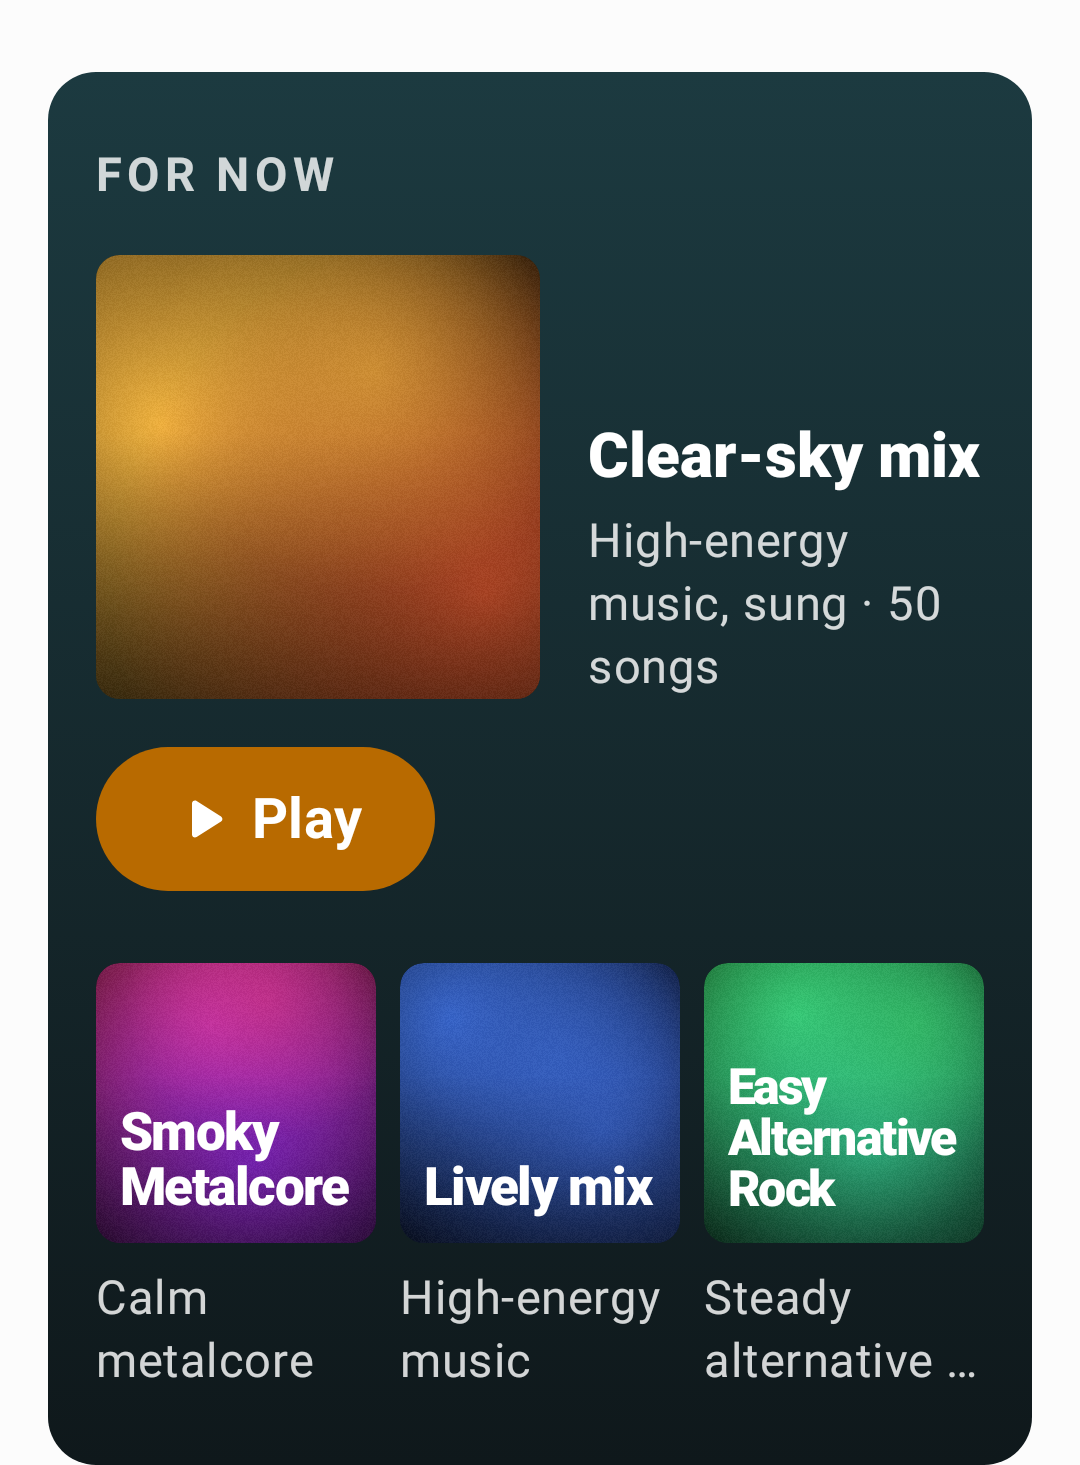 FOR NOW
Clear-sky mix
High-energy
music, sung · 50
songs
Play
Smoky
Metalcore
Lively mix
Easy
Alternative
Rock
Calm
metalcore
High-energy
music
Steady
alternative ...